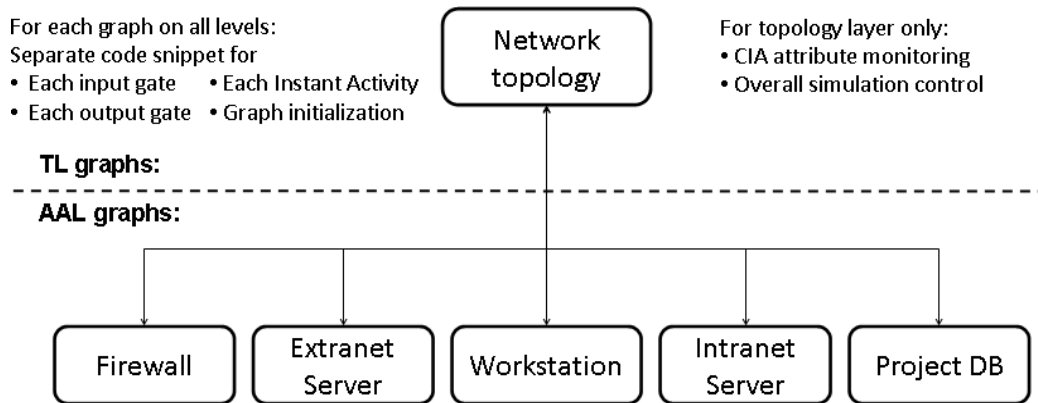 For each graph on all levels:
Separate code snippet for
• Each input gate • Each Instant Activity
• Each output gate • Graph initialization
Network
topology
For topology layer only:
• CIA attribute monitoring
• Overall simulation control
TL graphs:
AAL graphs:
Firewall
Extranet
Server
Workstation
Intranet
Server
Project DB